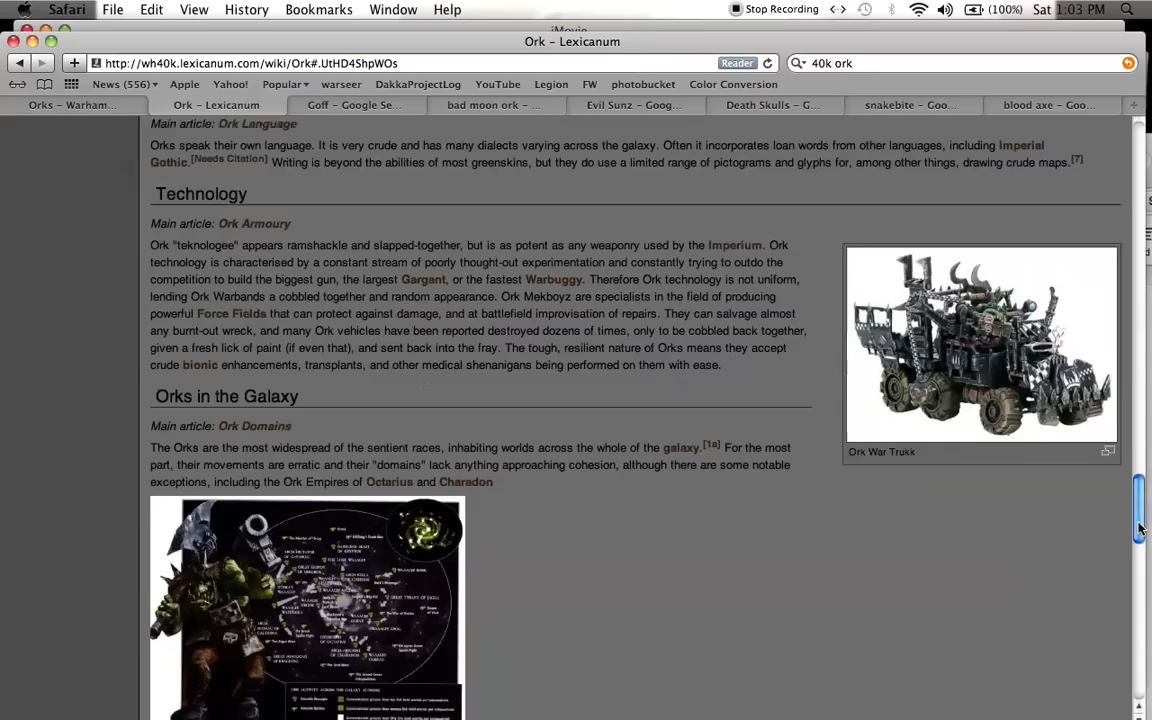 Safari File Edit View History Bookmarks Window Help Stop Recording (100%) Sat 1:03 PM
iMovie
Ork – Lexicanum
http://wh40k.lexicanum.com/wiki/Ork#.UtHD4ShpWOs Reader 40k ork
News (556) Apple Yahoo! Popular warseer DakkaProjectLog YouTube Legion FW photobucket Color Conversion
Orks – Warham... Ork – Lexicanum Goff – Google Se... bad moon ork – ... Evil Sunz – Goog... Death Skulls – G... snakebite – Goo... blood axe – Goo...
Main article: Ork Language
Orks speak their own language. It is very crude and has many dialects varying across the galaxy. Often it incorporates loan words from other languages, including Imperial
Gothic.[Needs Citation] Writing is beyond the abilities of most greenskins, but they do use a limited range of pictograms and glyphs for, among other things, drawing crude maps.[7]
Technology
Main article: Ork Armoury
Ork "teknologee" appears ramshackle and slapped-together, but is as potent as any weaponry used by the Imperium. Ork
technology is characterised by a constant stream of poorly thought-out experimentation and constantly trying to outdo the
competition to build the biggest gun, the largest Gargant, or the fastest Warbuggy. Therefore Ork technology is not uniform,
lending Ork Warbands a cobbled together and random appearance. Ork Mekboyz are specialists in the field of producing
powerful Force Fields that can protect against damage, and at battlefield improvisation of repairs. They can salvage almost
any burnt-out wreck, and many Ork vehicles have been reported destroyed dozens of times, only to be cobbled back together,
given a fresh lick of paint (if even that), and sent back into the fray. The tough, resilient nature of Orks means they accept
crude bionic enhancements, transplants, and other medical shenanigans being performed on them with ease.
Ork War Trukk
Orks in the Galaxy
Main article: Ork Domains
The Orks are the most widespread of the sentient races, inhabiting worlds across the whole of the galaxy.[1a] For the most
part, their movements are erratic and their "domains" lack anything approaching cohesion, although there are some notable
exceptions, including the Ork Empires of Octarius and Charadon